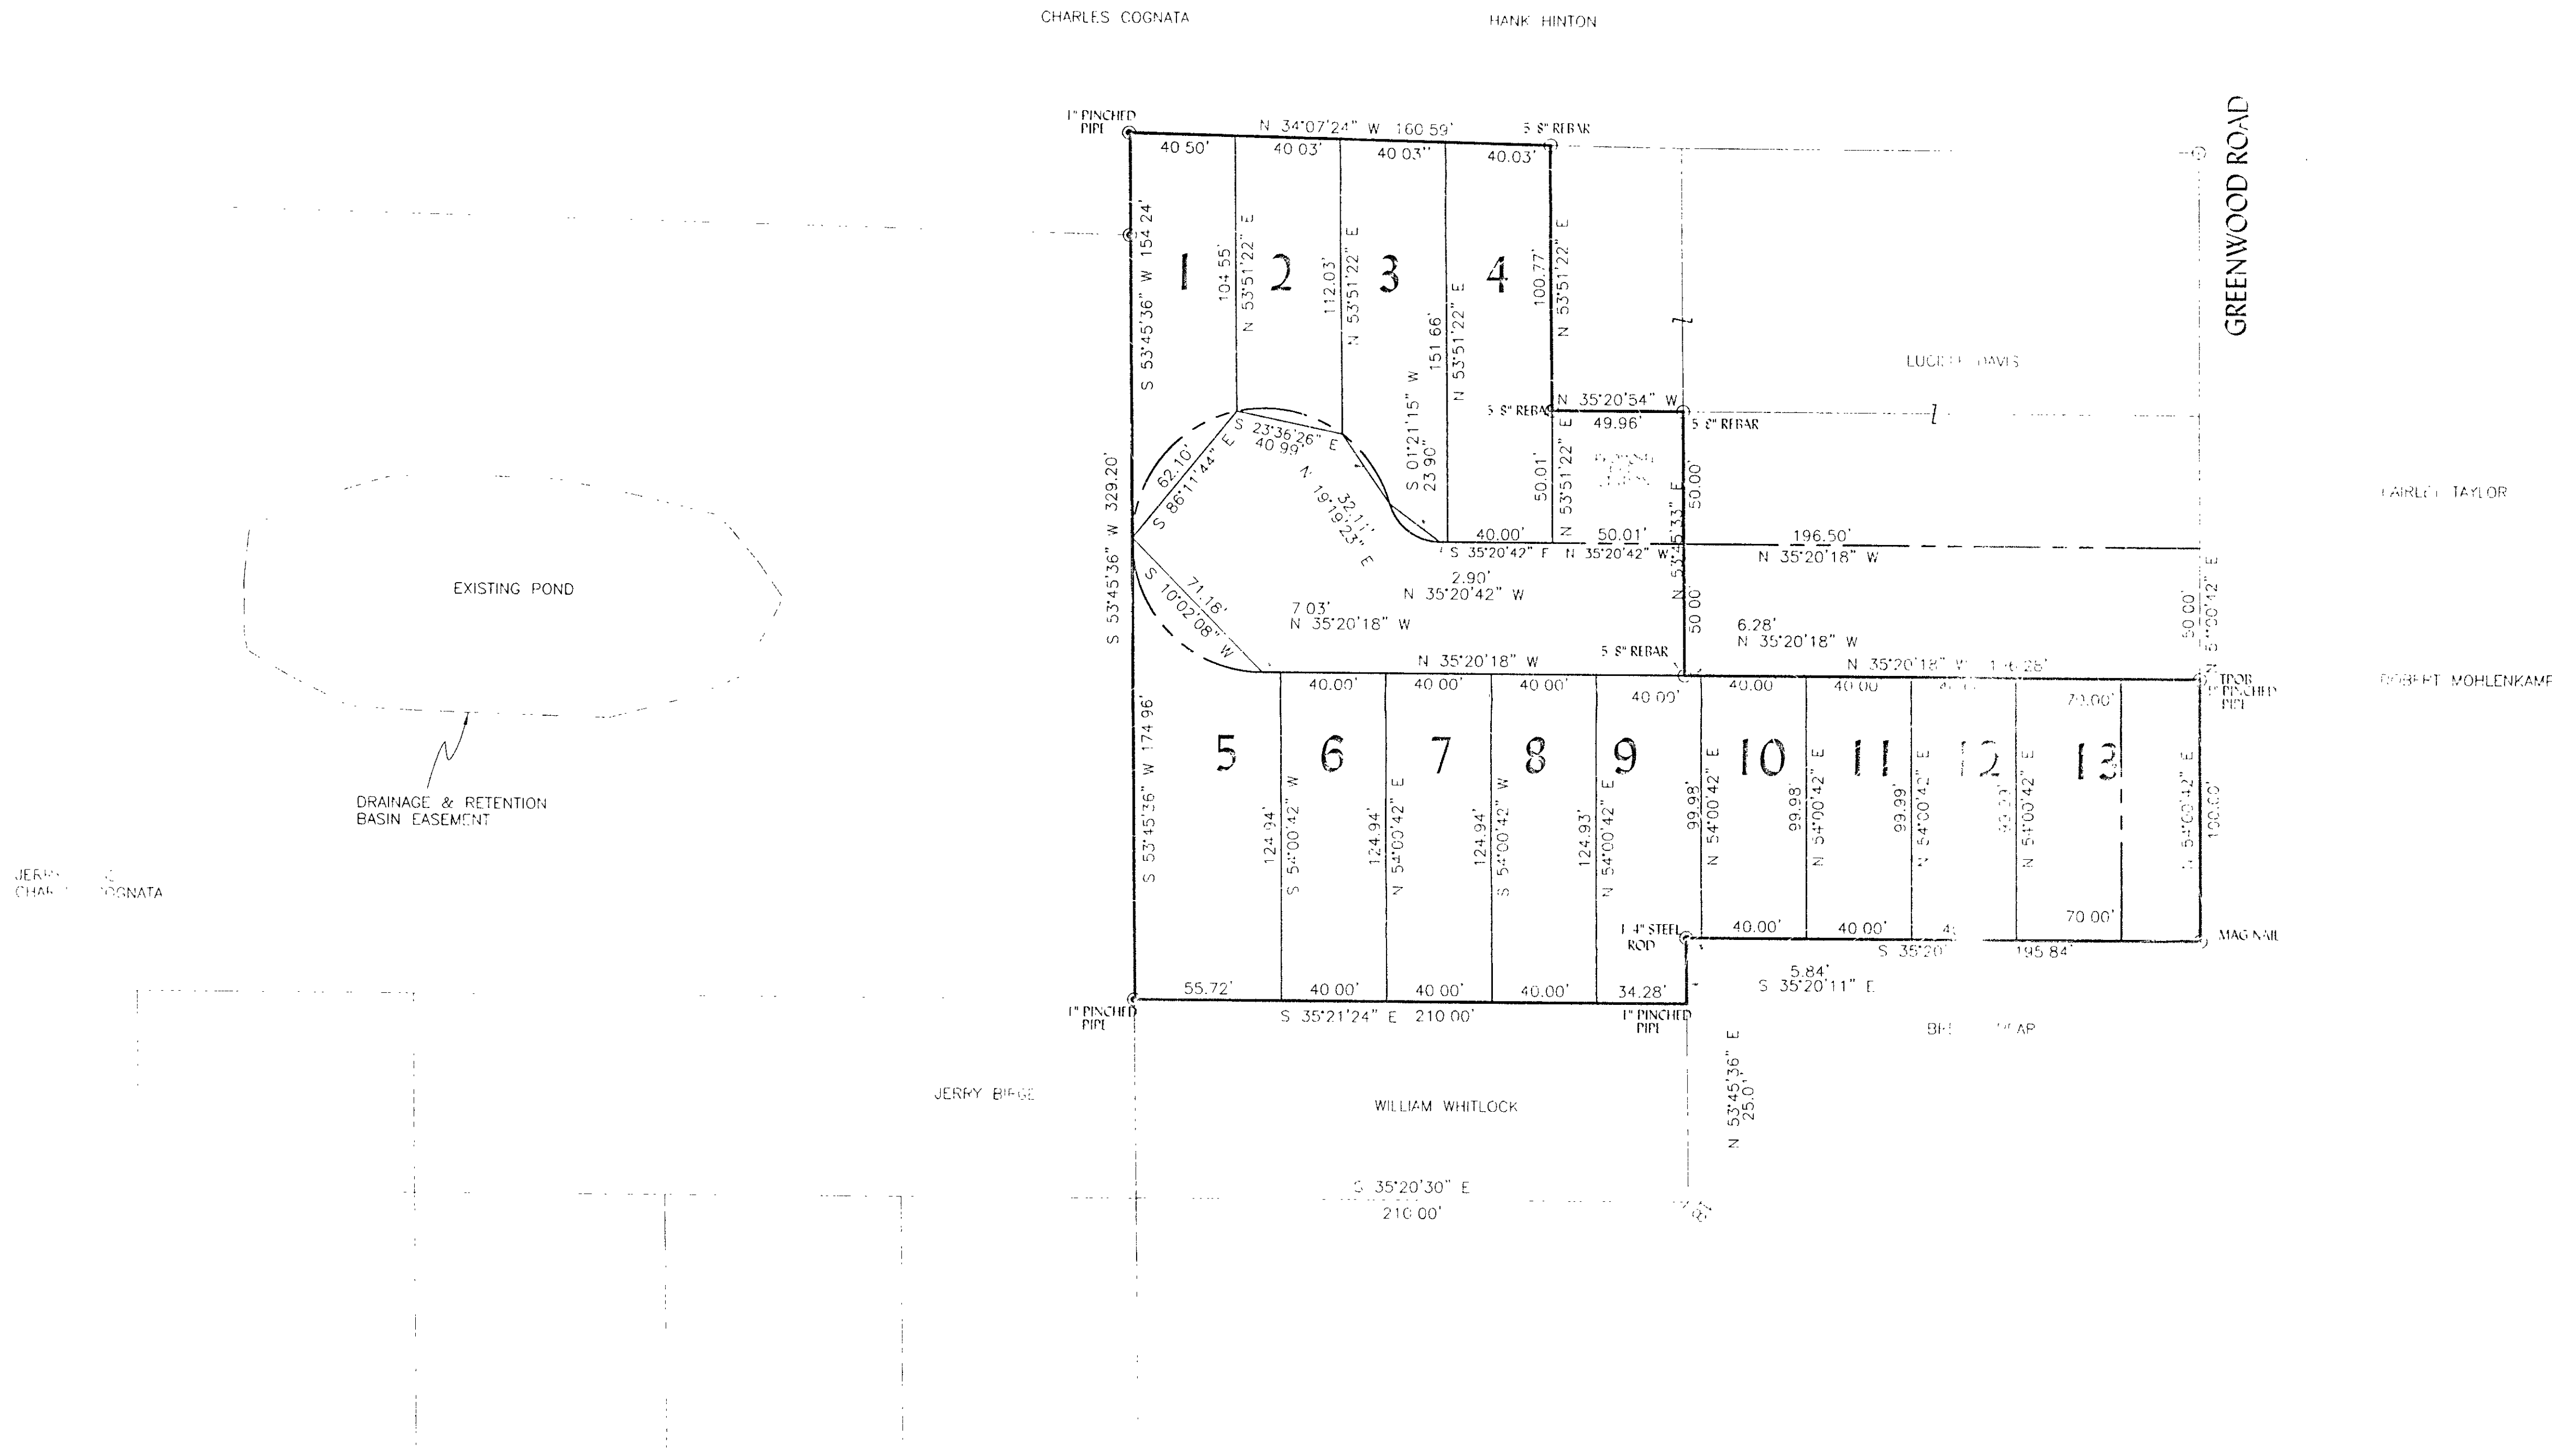 CHARLES COGNATA
HANK HINTON
1" PINCHED
PIPE
N 34°07'24" W 160 59'
5 8" REBAR
40 50'
40 03'
40 03''
40.03'
GREENWOOD ROAD
S 53°45'36" W 154 24'
1
104 55'
N 53°51'22" E
2
112.03'
N 53°51'22" E
3
151 66'
N 53°51'22" E
4
100.77'
N 53°51'22" E
DAVIS
S 01°21'15" W
23 90"
5 8" REBAR
N 35°20'54" W
49.96'
5 8" REBAR
S 23°36'26" E
40 99'
62.10'
S 86°11'44" E
32.11'
N 19°19'23" E
50.01'
N 53°51'22" E
50.00'
N 53°45'33" E
TAYLOR
S 53°45'36" W 329.20'
40.00'
S 35°20'42" E
50.01'
N 35°20'42" W
196.50'
N 35°20'18" W
EXISTING POND
71.18'
S 10°02'08" W
2.90'
N 35°20'42" W
7 03'
N 35°20'18" W
50 00'
6.28'
N 35°20'18" W
50 00'
N 35°20'18" W
5 8" REBAR
N 35°20'18" W
TPOB
1" PINCHED
PIPE
ROBERT MOHLENKAMP
40.00'
40.00'
40 00'
40 00'
40.00
40.00
70.00'
S 53°45'36" W 174 96'
5
6
7
8
9
10
11
12
13
124 94'
S 54°00'42" W
124.94'
N 54°00'42" E
124.94'
S 54°00'42" W
124.93'
N 54°00'42" E
99.98'
N 54°00'42" E
99.98'
N 54°00'42" E
99.99'
N 54°00'42" E
N 54°00'42" E
N 54°00'42" E
100.00'
DRAINAGE & RETENTION
BASIN EASEMENT
COGNATA
1 4" STEEL
ROD
40.00'
40 00'
70 00'
MAG NAIL
S 35°20'
195 84'
5.84'
S 35°20'11" E
55.72'
40 00'
40 00'
40.00'
34.28'
1" PINCHED
PIPE
S 35°21'24" E 210 00'
1" PINCHED
PIPE
N 53°45'36" E
JERRY BIRGE
WILLIAM WHITLOCK
S 35°20'30" E
210 00'